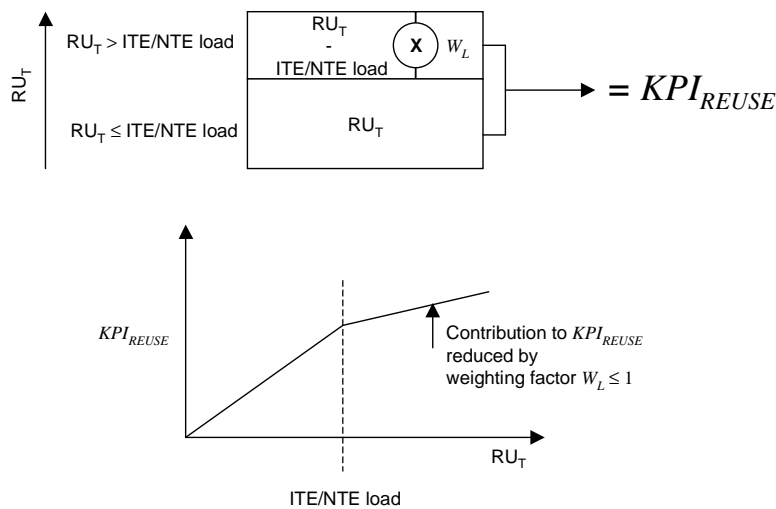 RU_T
RU_T > ITE/NTE load
RU_T
-
ITE/NTE load
X
W_L
= KPI_REUSE
RU_T ≤ ITE/NTE load
RU_T
KPI_REUSE
Contribution to KPI_REUSE
reduced by
weighting factor W_L ≤ 1
RU_T
ITE/NTE load